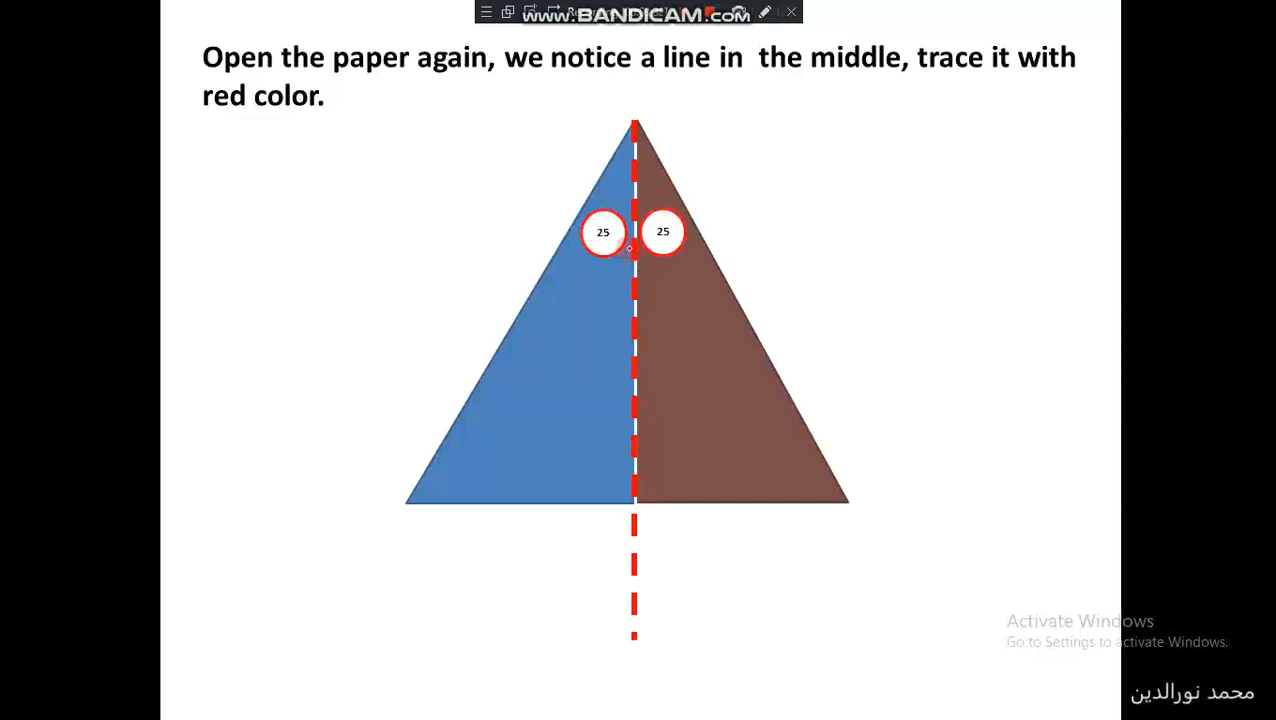 www.BANDICAM.com
Open the paper again, we notice a line in the middle, trace it with
red color.
25 25
Activate Windows
Go to Settings to activate Windows.
محمد نورالدين